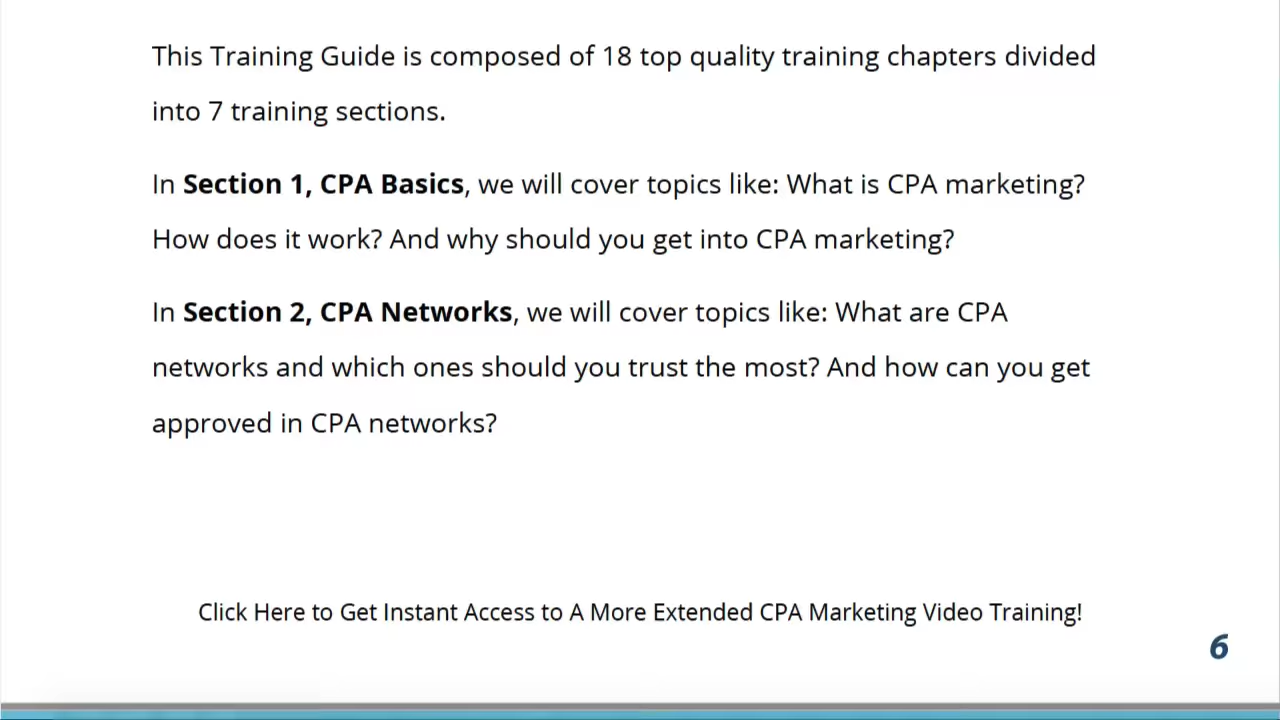 This Training Guide is composed of 18 top quality training chapters divided
into 7 training sections.
In Section 1, CPA Basics, we will cover topics like: What is CPA marketing?
How does it work? And why should you get into CPA marketing?
In Section 2, CPA Networks, we will cover topics like: What are CPA
networks and which ones should you trust the most? And how can you get
approved in CPA networks?
Click Here to Get Instant Access to A More Extended CPA Marketing Video Training!
6